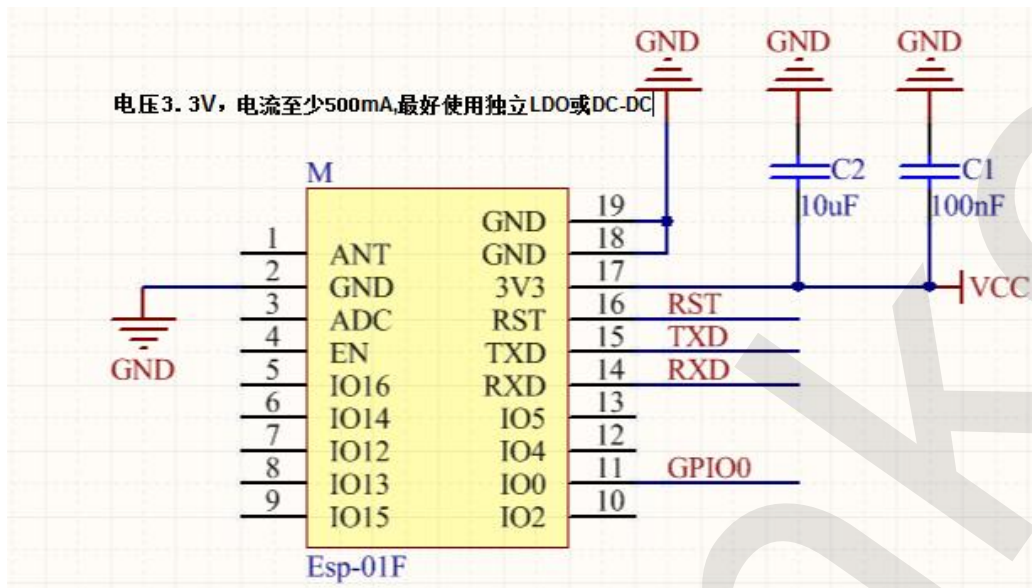 GND GND GND
电压3.3V，电流至少500mA,最好使用独立LDO或DC-DC
M
C2
C1
10uF
100nF
19
GND
18
1
GND
ANT
17
2
GND
3V3
VCC
16
RST
3
ADC
RST
15
TXD
4
EN
TXD
GND
14
RXD
5
IO16
RXD
13
6
IO14
IO5
12
7
IO12
IO4
11
GPIO0
8
IO13
IO0
10
9
IO15
IO2
Esp-01F